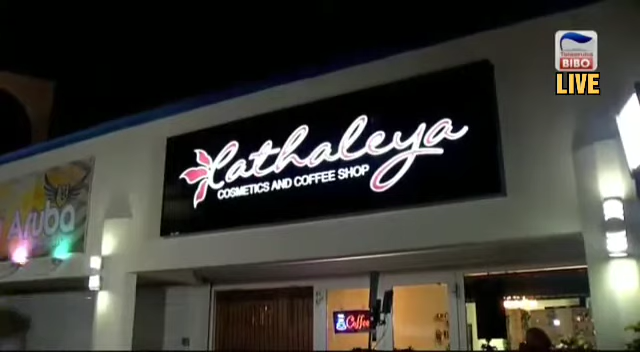 BIBO
LIVE
Cathaleya
COSMETICS AND COFFEE SHOP
Aruba
Coffee